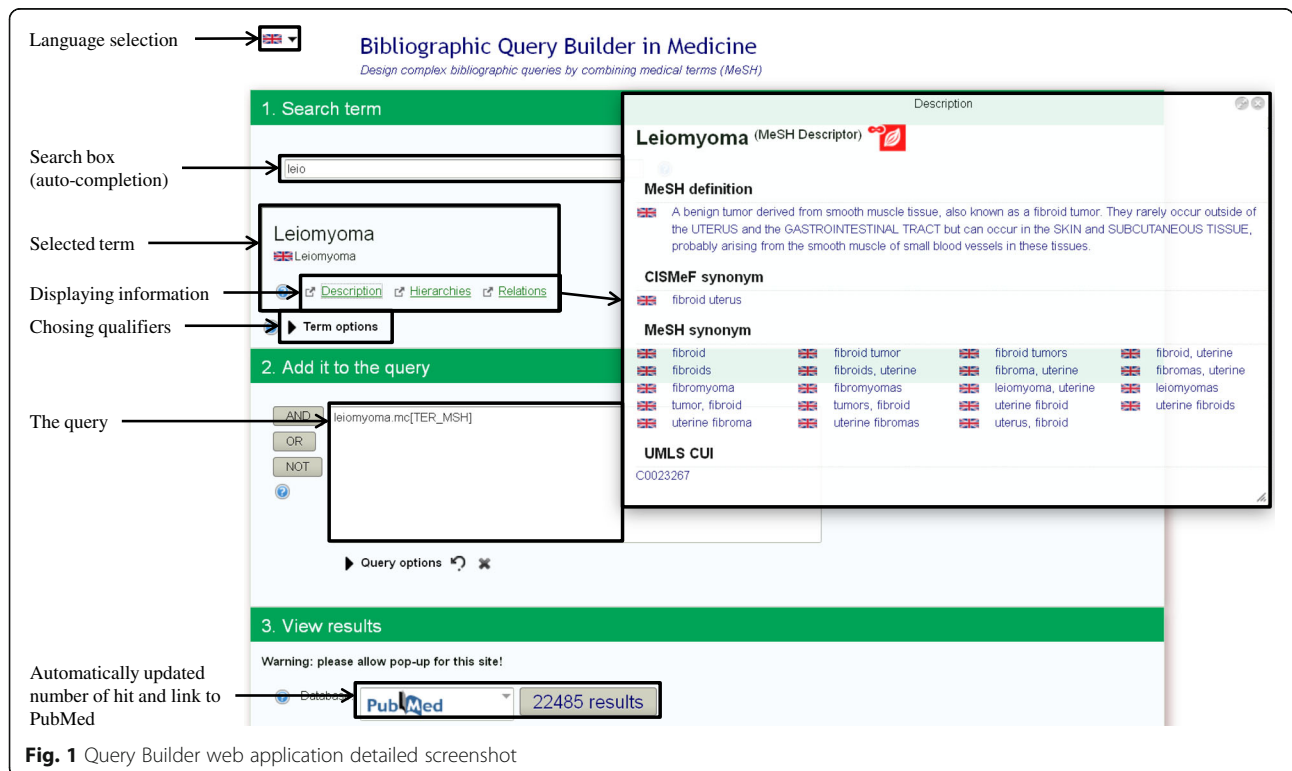 Language selection
Bibliographic Query Builder in Medicine
Design complex bibliographic queries by combining medical terms (MeSH)
1. Search term
Search box
(auto-completion)
leio
Selected term
Leiomyoma
Leiomyoma
Displaying information
Description Hierarchies Relations
Chosing qualifiers
Term options
2. Add it to the query
The query
AND
OR
NOT
leiomyoma.mc[TER_MSH]
Query options
Description
Leiomyoma (MeSH Descriptor)
MeSH definition
A benign tumor derived from smooth muscle tissue, also known as a fibroid tumor. They rarely occur outside of
the UTERUS and the GASTROINTESTINAL TRACT but can occur in the SKIN and SUBCUTANEOUS TISSUE,
probably arising from the smooth muscle of small blood vessels in these tissues.
CISMeF synonym
fibroid uterus
MeSH synonym
fibroid fibroid tumor fibroid tumors fibroid, uterine
fibroids fibroids, uterine fibroma, uterine fibromas, uterine
fibromyoma fibromyomas leiomyoma, uterine leiomyomas
tumor, fibroid tumors, fibroid uterine fibroid uterine fibroids
uterine fibroma uterine fibromas uterus, fibroid
UMLS CUI
C0023267
3. View results
Warning: please allow pop-up for this site!
Automatically updated
number of hit and link to
PubMed
Database PubMed 22485 results
Fig. 1 Query Builder web application detailed screenshot